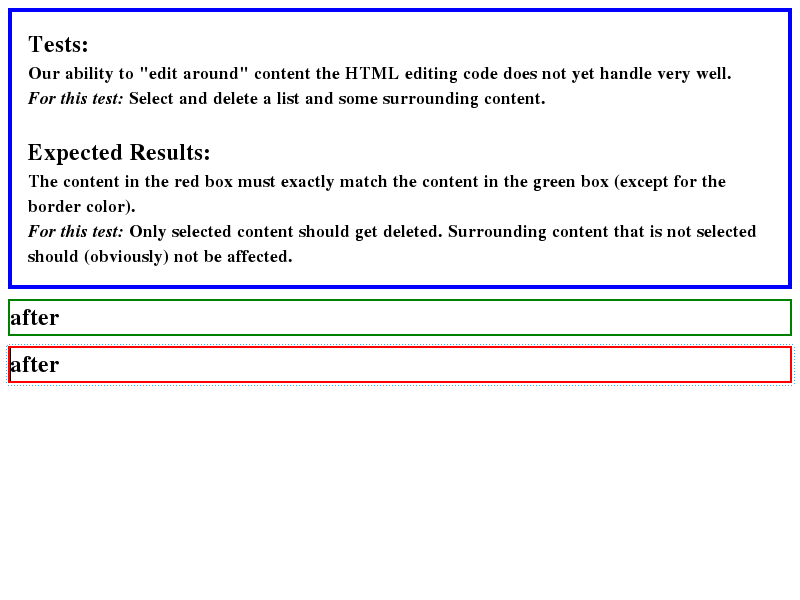 Tests:
Our ability to "edit around" content the HTML editing code does not yet handle very well.
For this test: Select and delete a list and some surrounding content.
Expected Results:
The content in the red box must exactly match the content in the green box (except for the
border color).
For this test: Only selected content should get deleted. Surrounding content that is not selected
should (obviously) not be affected.
after
after